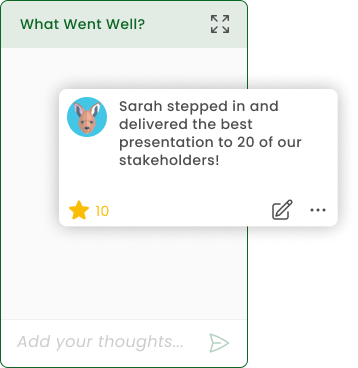 What Went Well?
Sarah stepped in and
delivered the best
presentation to 20 of our
stakeholders!
10
Add your thoughts...